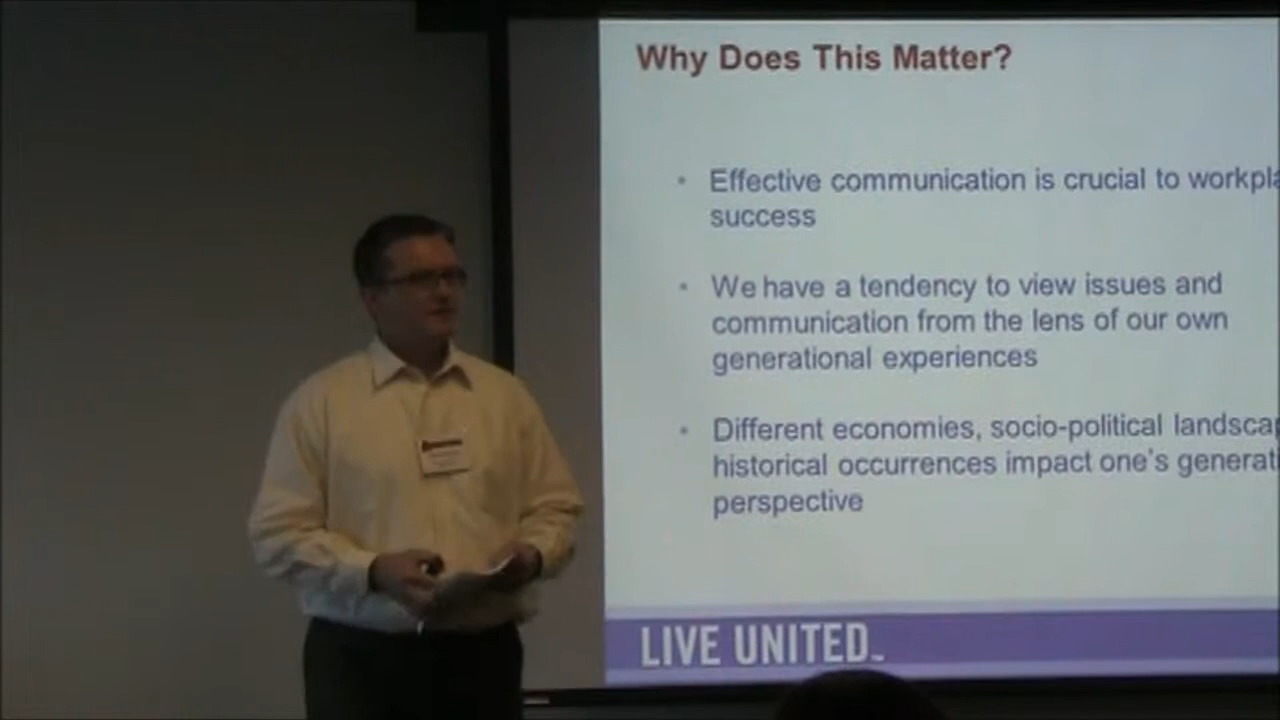 Why Does This Matter?
• Effective communication is crucial to workpla
success
• We have a tendency to view issues and
communication from the lens of our own
generational experiences
• Different economies, socio-political landscap
historical occurrences impact one's generati
perspective
LIVE UNITED™